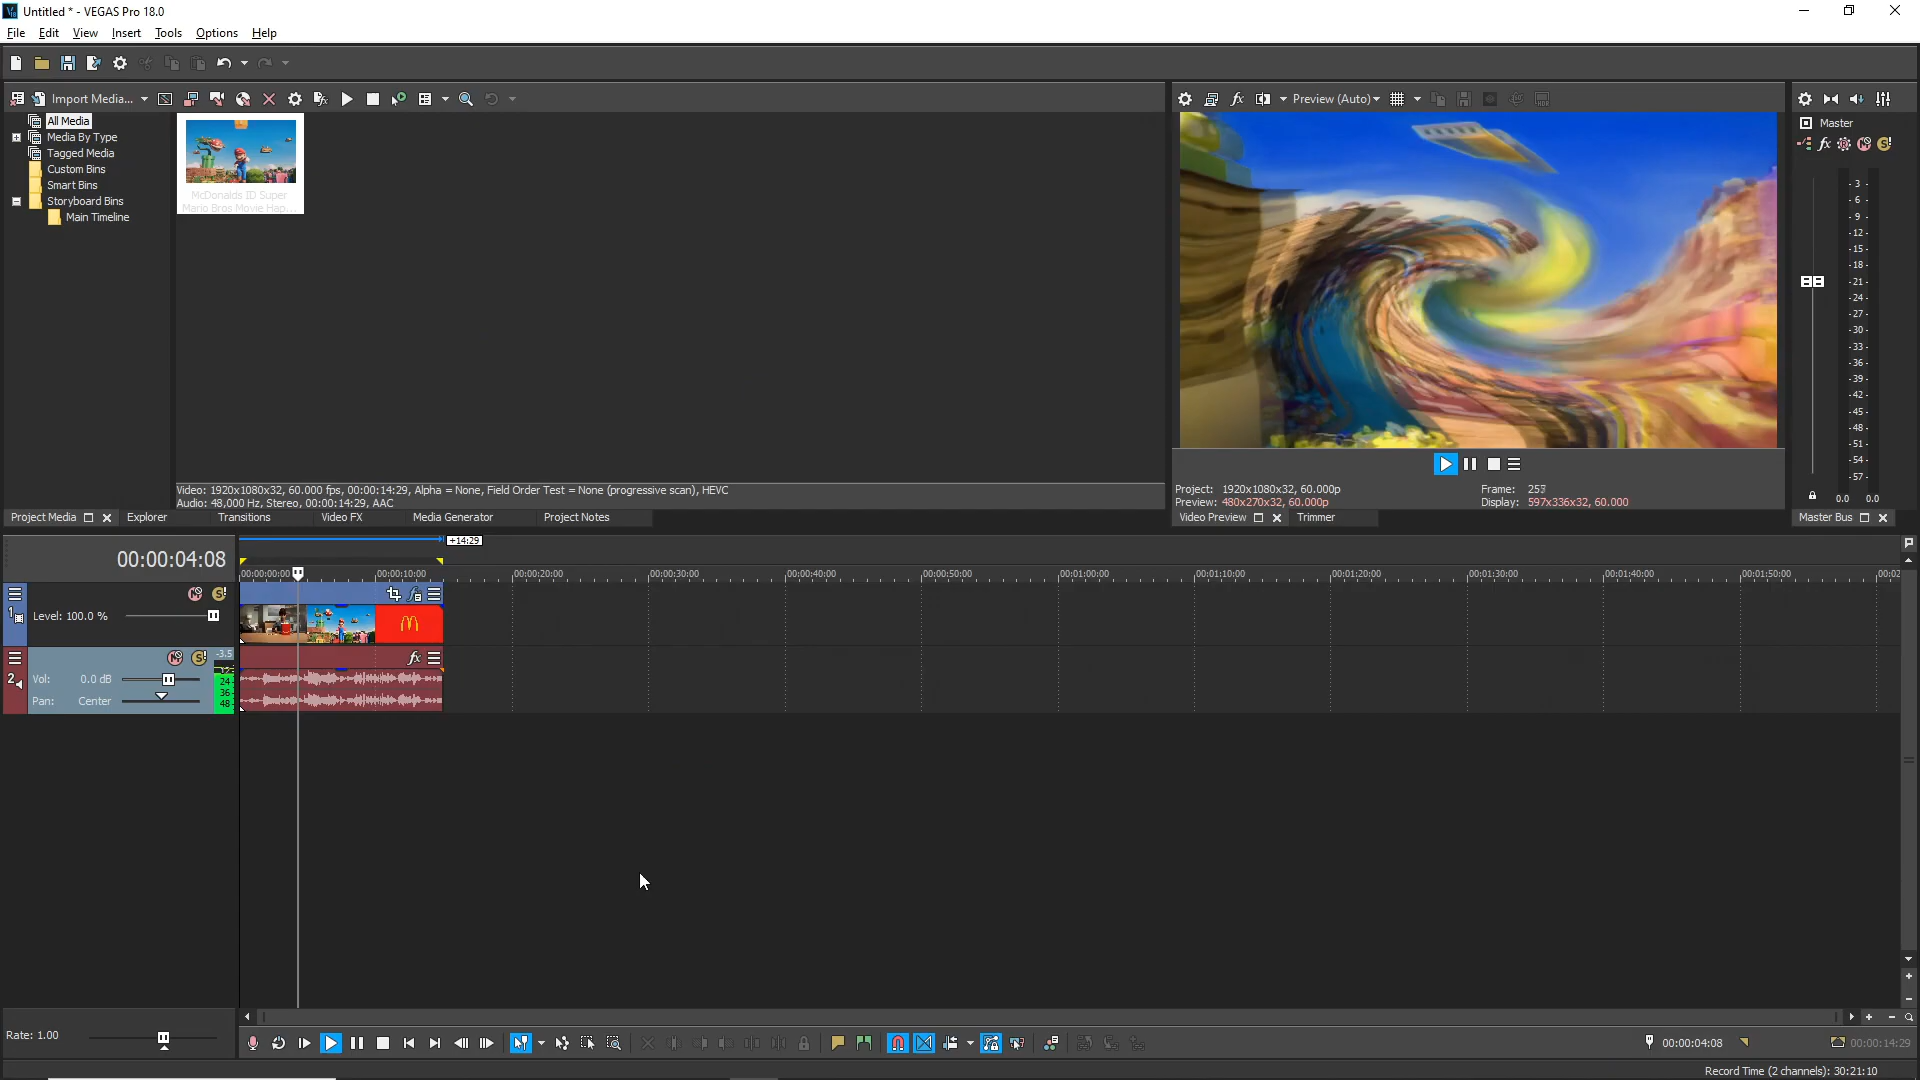 Untitled * - VEGAS Pro 18.0
File Edit View Insert Tools Options Help
Import Media...
All Media
Media By Type
Tagged Media
Custom Bins
Smart Bins
Storyboard Bins
Main Timeline
McDonalds ID Super
Mario Bros Movie Hap...
Video: 1920x1080x32, 60.000 fps, 00:00:14:29, Alpha = None, Field Order Test = None (progressive scan), HEVC
Audio: 48,000 Hz, Stereo, 00:00:14:29, AAC
Project Media Explorer Transitions Video FX Media Generator Project Notes
Preview (Auto)
Project: 1920x1080x32, 60.000p
Preview: 480x270x32, 60.000p
Frame:
Display: 597x336x32, 60.000
Video Preview Trimmer
Master
-3-
-6-
-9-
-12-
-15-
-18-
-21-
-24-
-27-
-30-
-33-
-36-
-39-
-42-
-45-
-48-
-51-
-54-
-57-
0.0 0.0
Master Bus
00:00:04:08
+14:29
00:00:00:00 00:00:10:00 00:00:20:00 00:00:30:00 00:00:40:00 00:00:50:00 00:01:00:00 00:01:10:00 00:01:20:00 00:01:30:00 00:01:40:00 00:01:50:00 00:02
1
Level: 100.0 %
2
-3.5
Vol: 0.0 dB
Pan: Center
24
36
48
Rate: 1.00
00:00:04:08
00:00:14:29
Record Time (2 channels): 30:21:10